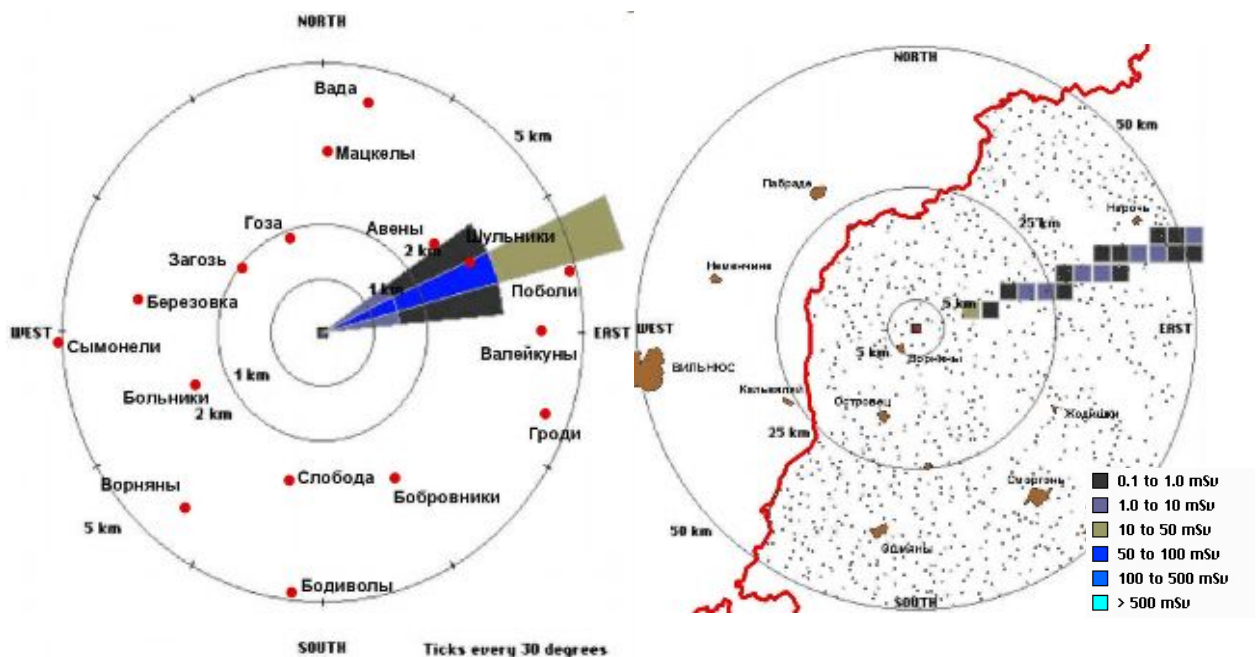 NORTH
Вада
5 km
Мацкелы
Гоза
Авены
2 km
Шульники
Загозь
1 km
Поболи
Березовка
WEST
EAST
Сымонели
Валейкуны
1 km
Больники
2 km
Гроди
Ворняны
Слобода
Бобровники
5 km
Бодиволы
SOUTH
Ticks every 30 degrees
NORTH
50 km
Пабраде
25 km
Нарочь
Неменчине
5 km
WEST
EAST
5 km
Ворняны
ВИЛЬНЮС
Островец
Жодишки
25 km
Сморгонь
50 km
Ошмяны
SOUTH
0.1 to 1.0 mSv
1.0 to 10 mSv
10 to 50 mSv
50 to 100 mSv
100 to 500 mSv
> 500 mSv